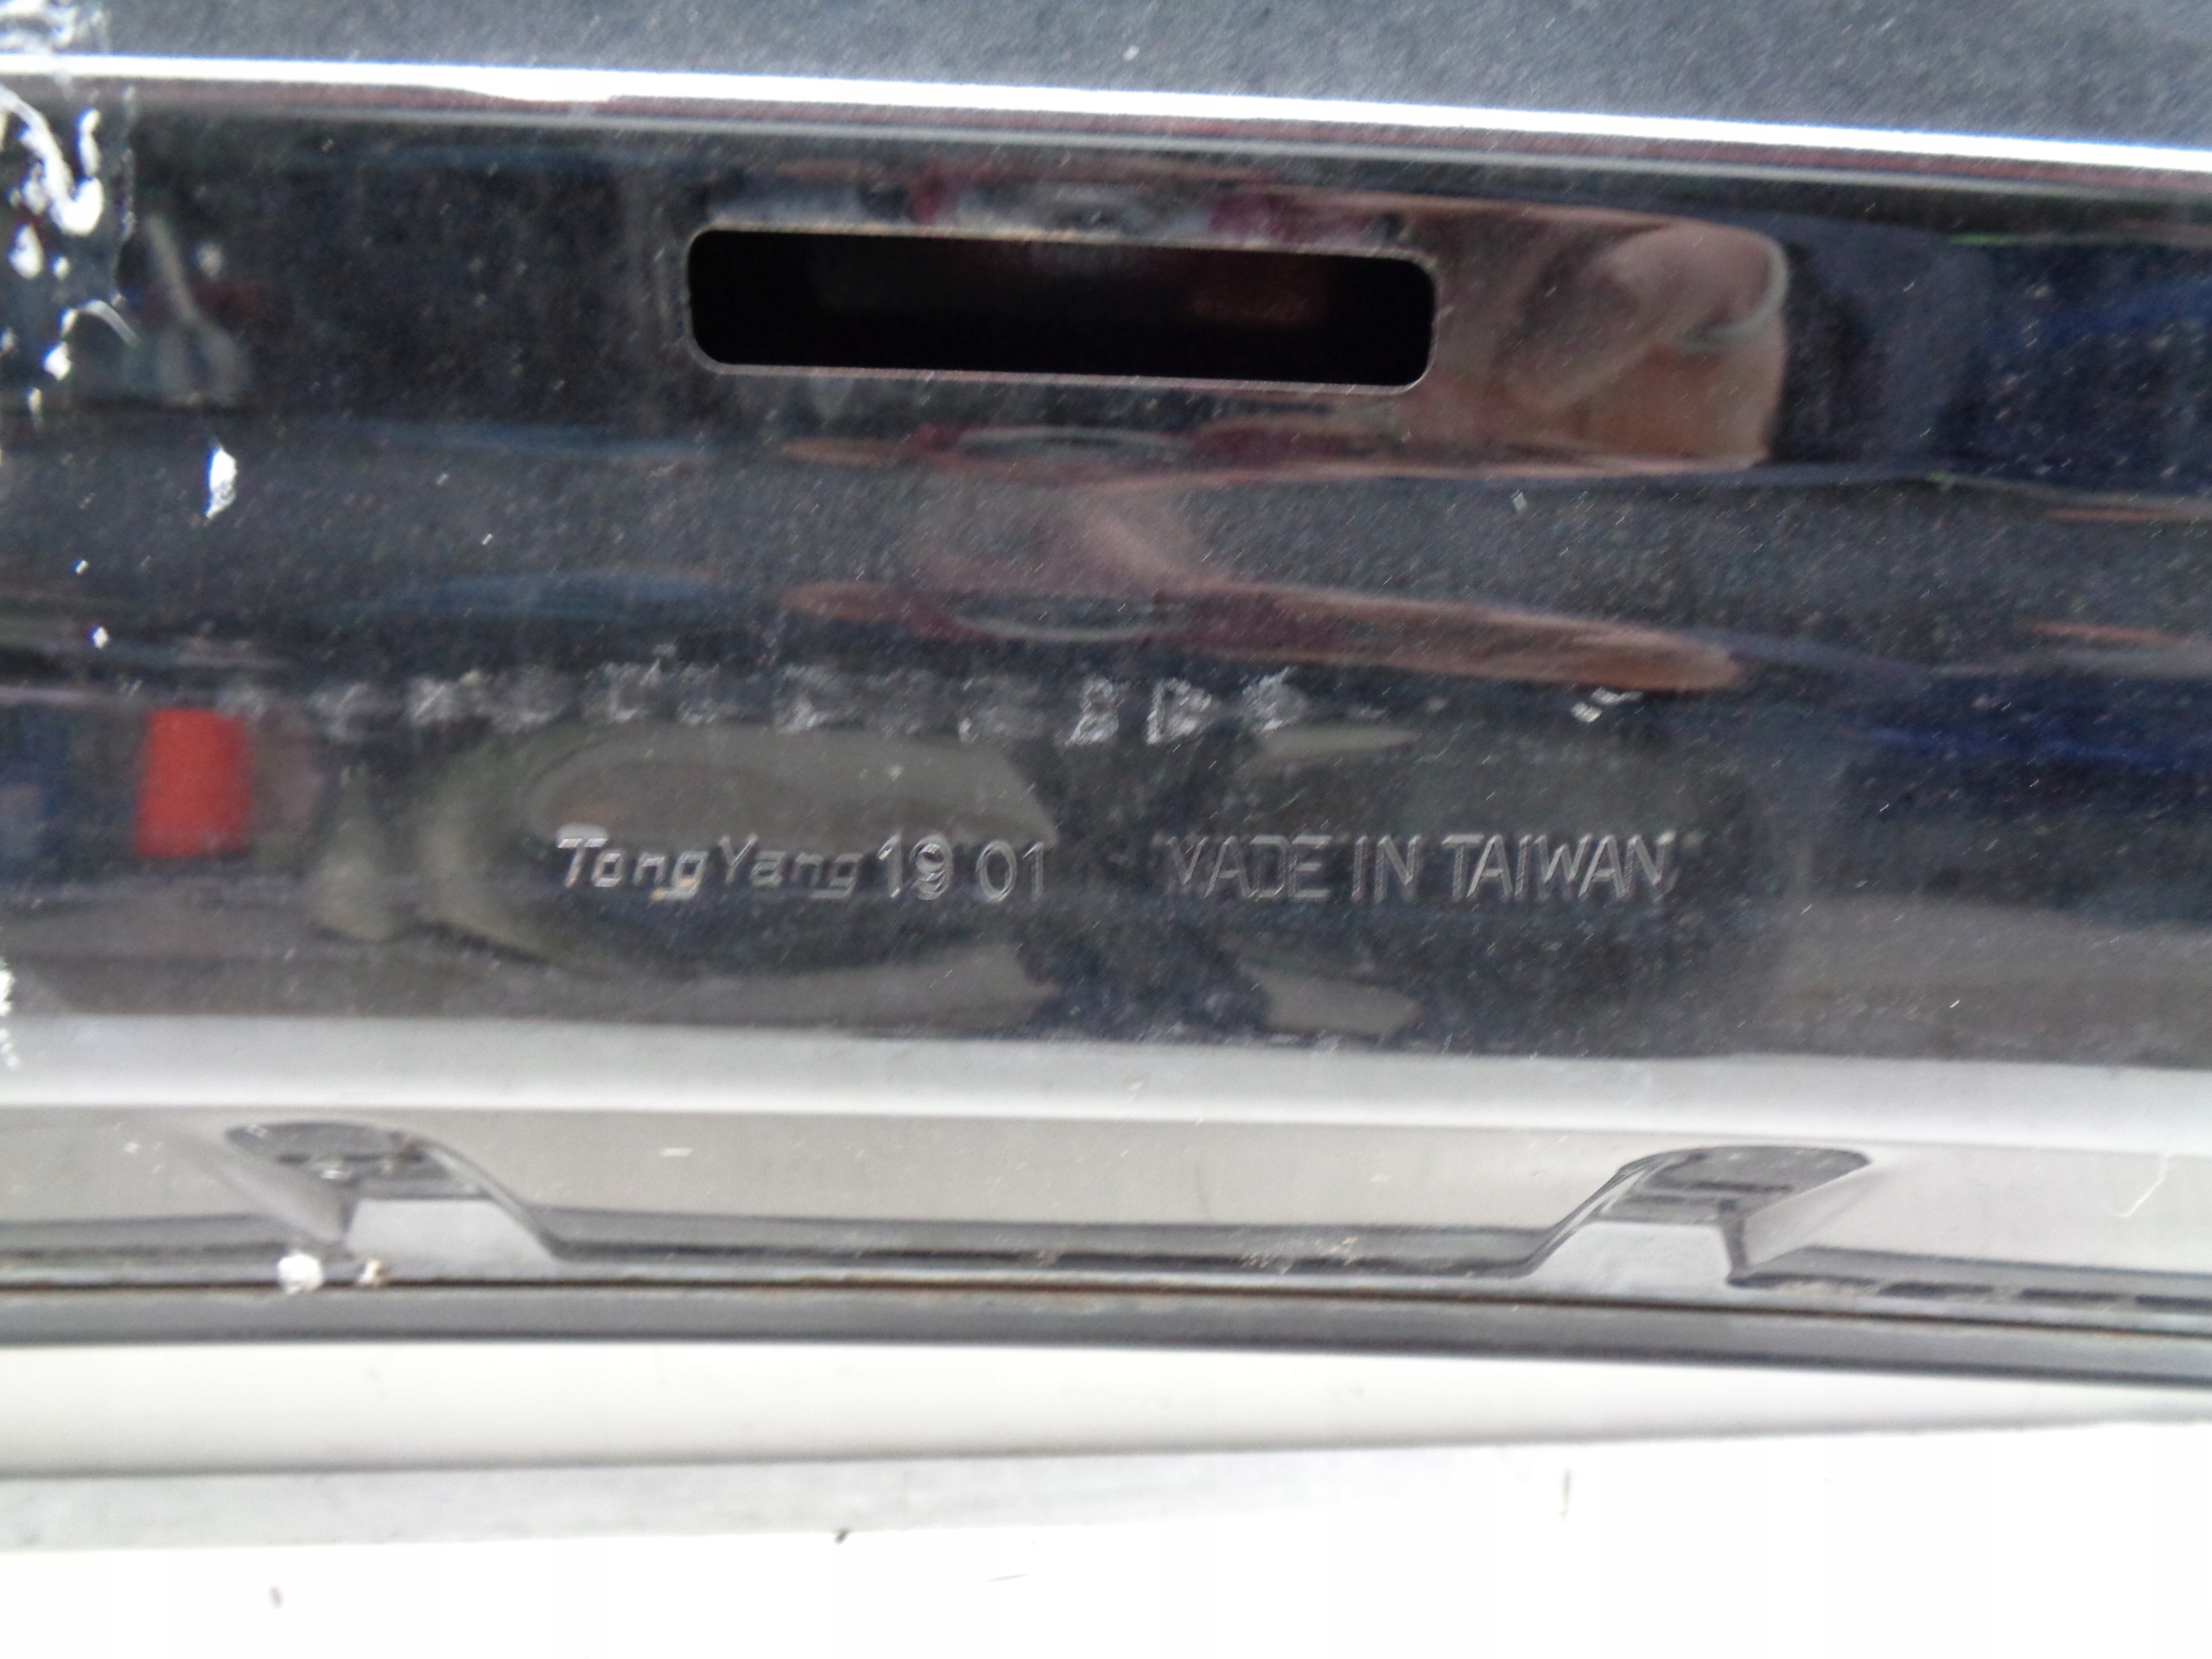 TongYang 19 01 MADE IN TAIWAN